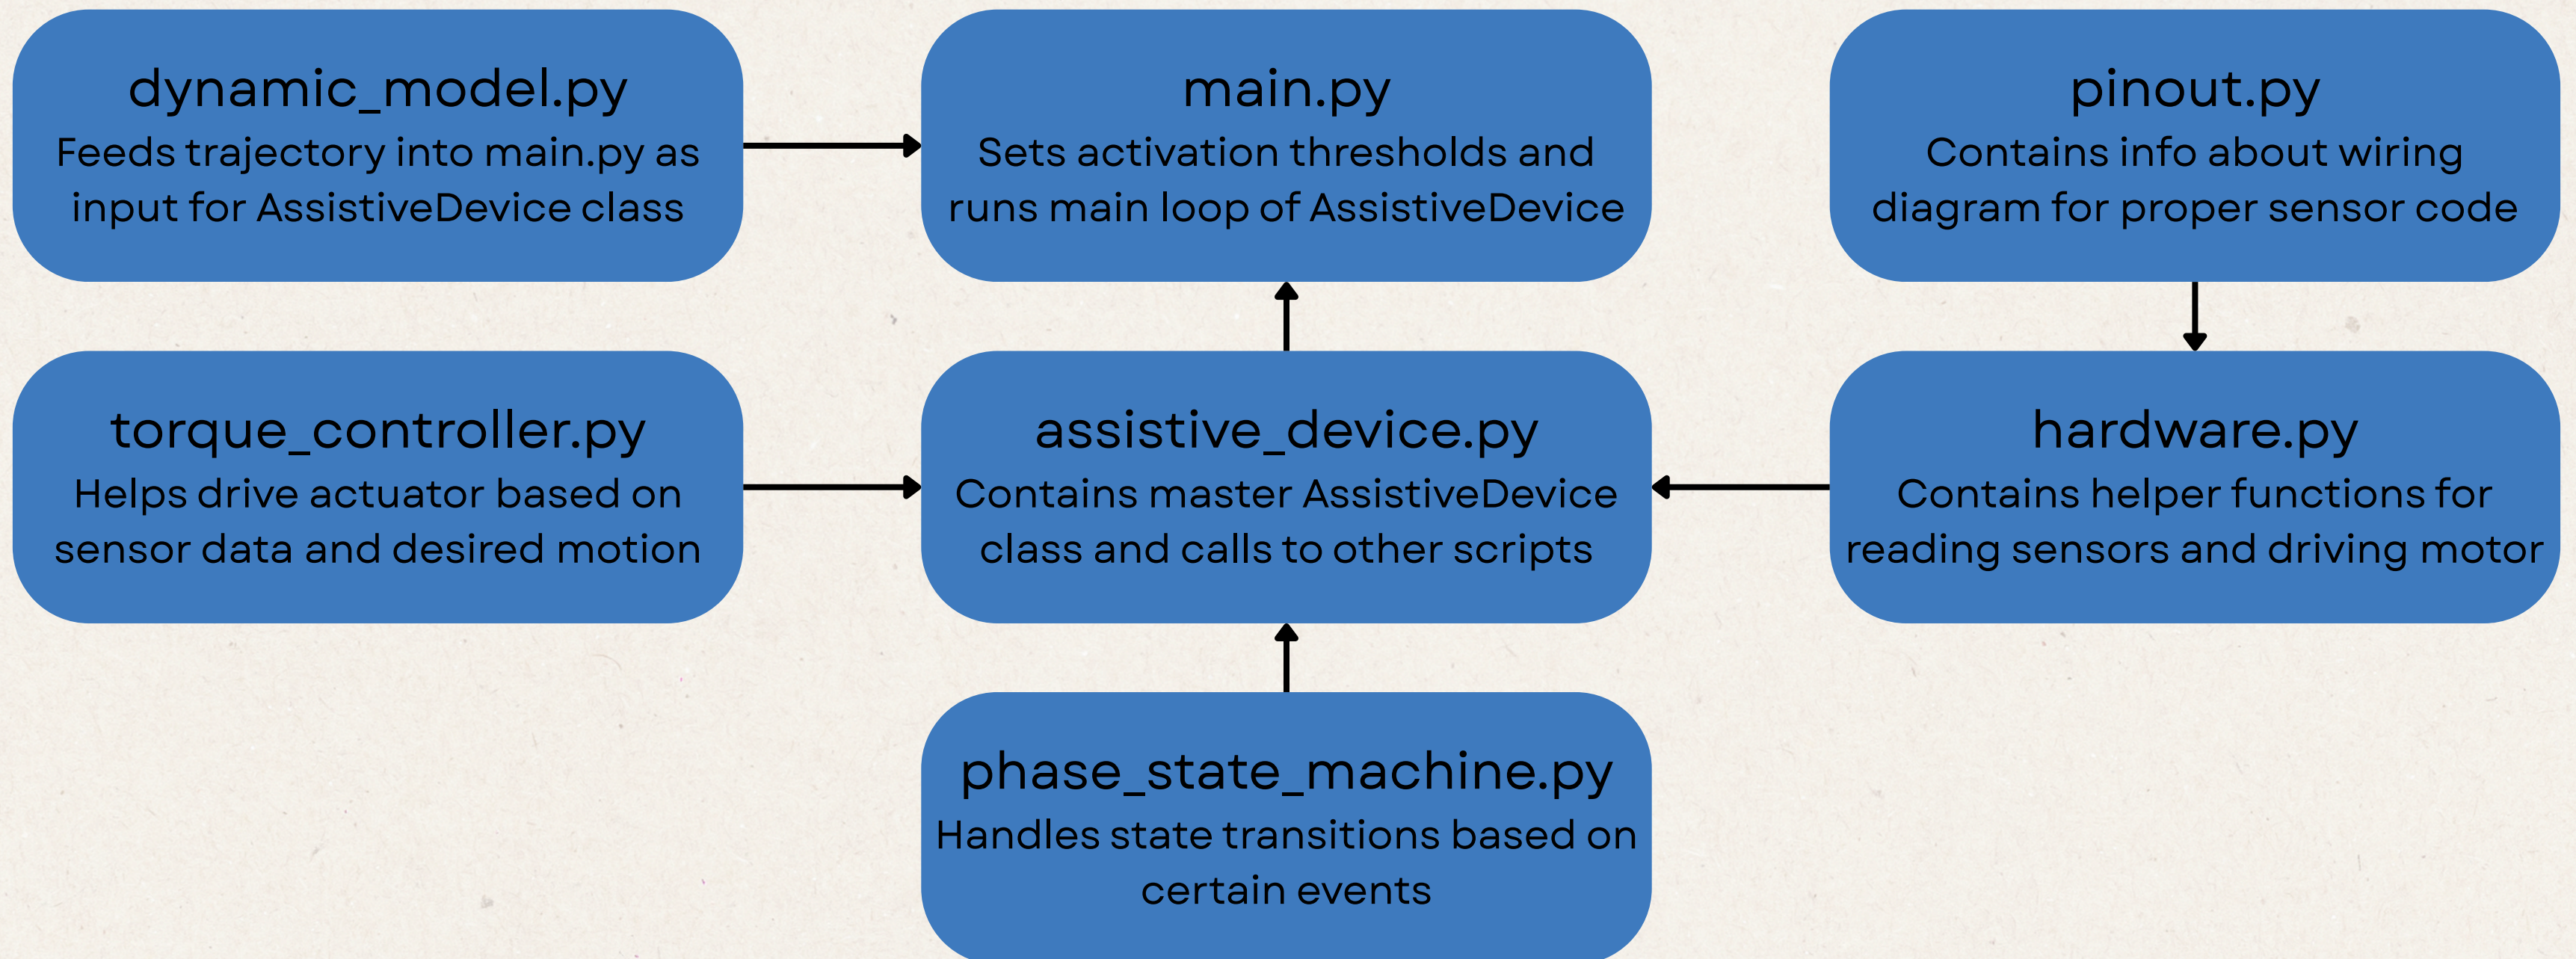 dynamic_model.py
Feeds trajectory into main.py as
input for AssistiveDevice class
main.py
Sets activation thresholds and
runs main loop of AssistiveDevice
pinout.py
Contains info about wiring
diagram for proper sensor code
torque_controller.py
Helps drive actuator based on
sensor data and desired motion
assistive_device.py
Contains master AssistiveDevice
class and calls to other scripts
hardware.py
Contains helper functions for
reading sensors and driving motor
phase_state_machine.py
Handles state transitions based on
certain events